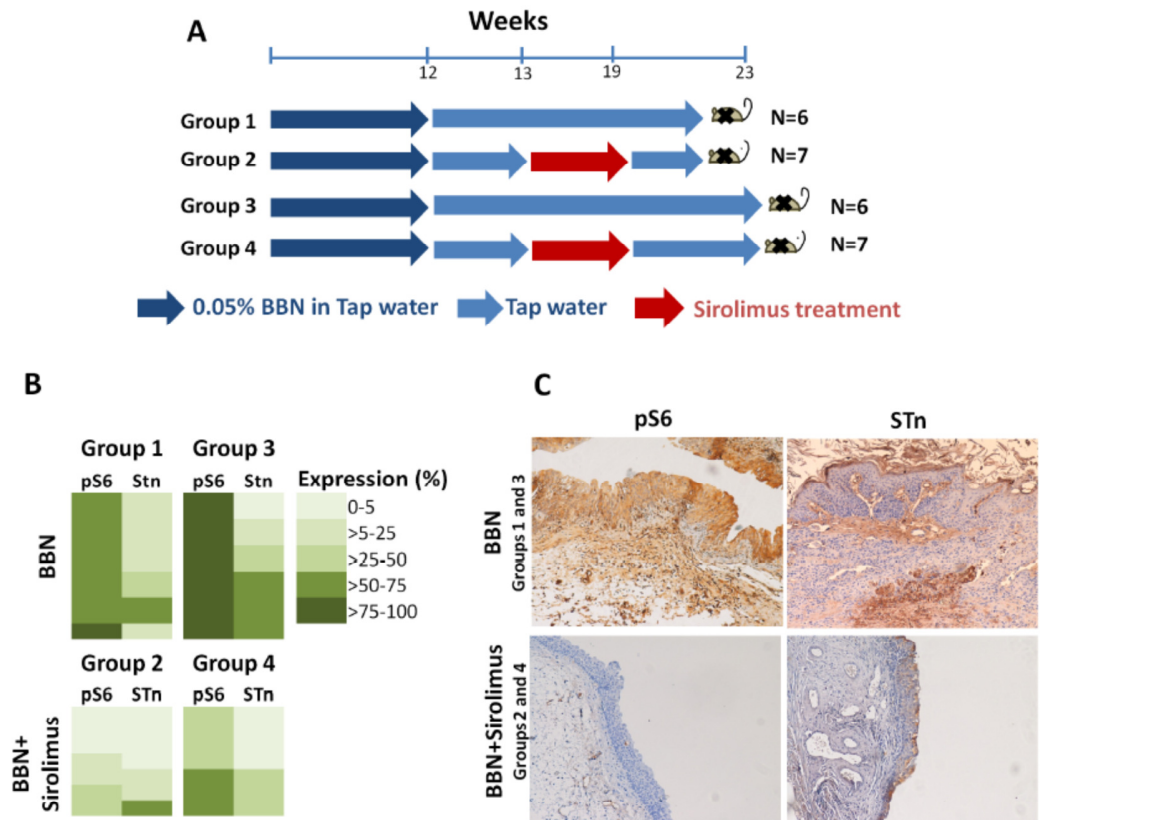 A
Weeks
12 13 19 23
Group 1 N=6
Group 2 N=7
Group 3 N=6
Group 4 N=7
0.05% BBN in Tap water Tap water Sirolimus treatment
B
Group 1 Group 3
pS6 Stn pS6 Stn Expression (%)
0-5
>5-25
>25-50
>50-75
>75-100
BBN
Group 2 Group 4
pS6 STn pS6 STn
BBN+
Sirolimus
C
pS6 STn
BBN
Groups 1 and 3
BBN+Sirolimus
Groups2 and 4